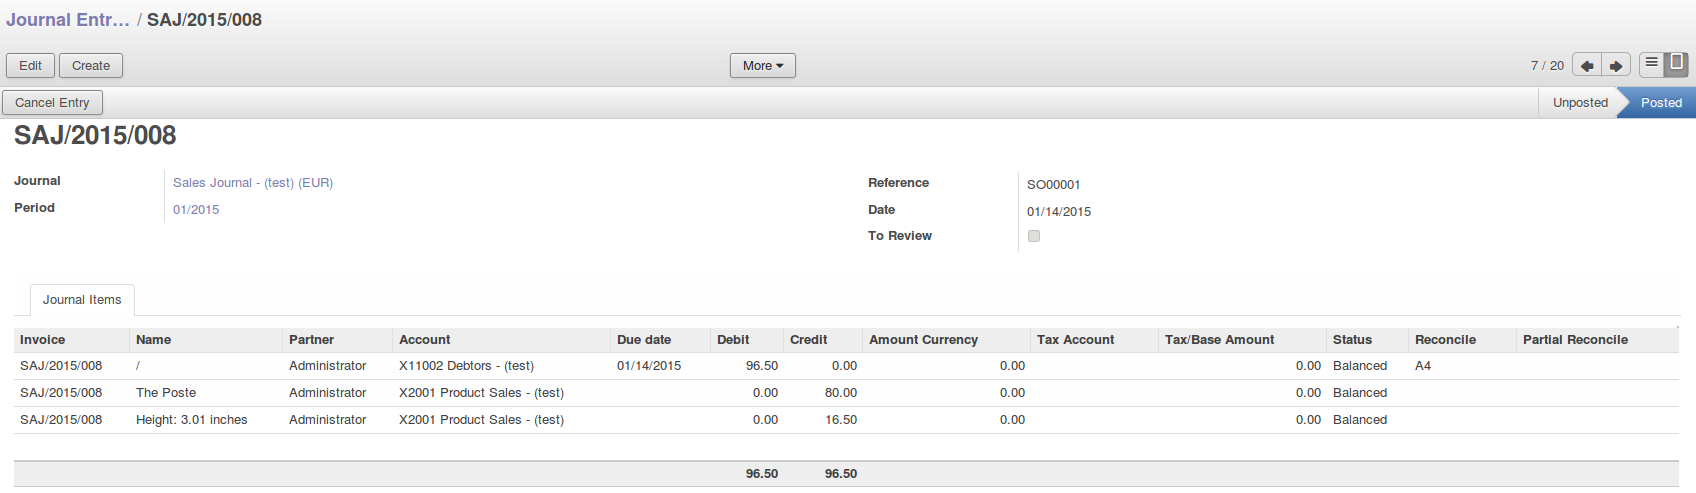 Journal Entr... / SAJ/2015/008
Edit Create More 7 / 20
Cancel Entry Unposted Posted
SAJ/2015/008
Journal Sales Journal - (test) (EUR) Reference SO00001
Period 01/2015 Date 01/14/2015
To Review
Journal Items
Invoice Name Partner Account Due date Debit Credit Amount Currency Tax Account Tax/Base Amount Status Reconcile Partial Reconcile
SAJ/2015/008 / Administrator X11002 Debtors - (test) 01/14/2015 96.50 0.00 0.00 0.00 Balanced A4
SAJ/2015/008 The Poste Administrator X2001 Product Sales - (test) 0.00 80.00 0.00 0.00 Balanced
SAJ/2015/008 Height: 3.01 inches Administrator X2001 Product Sales - (test) 0.00 16.50 0.00 0.00 Balanced
96.50 96.50